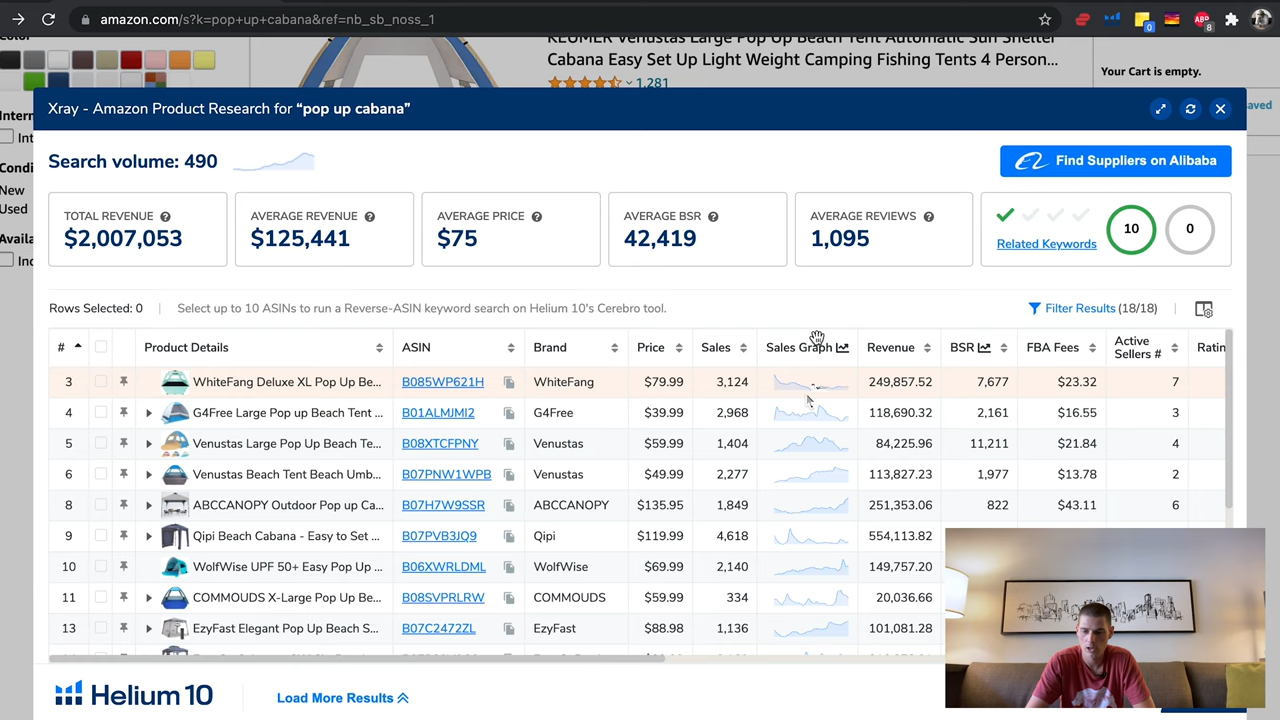 amazon.com/s?k=pop+up+cabana&ref=nb_sb_noss_1
0
ABP
8
Color
KEUMER Venustas Large Pop Up Beach Tent Automatic Sun Shelter
Cabana Easy Set Up Light Weight Camping Fishing Tents 4 Person...
1,281
Your Cart is empty.
saved
Intern
Int
Condi
New
Used
Availa
Inc
Xray - Amazon Product Research for “pop up cabana”
Search volume: 490
Find Suppliers on Alibaba
TOTAL REVENUE ?
$2,007,053
AVERAGE REVENUE ?
$125,441
AVERAGE PRICE ?
$75
AVERAGE BSR ?
42,419
AVERAGE REVIEWS ?
1,095
Related Keywords
10
0
Rows Selected: 0
Select up to 10 ASINs to run a Reverse-ASIN keyword search on Helium 10's Cerebro tool.
Filter Results (18/18)
# Product Details ASIN Brand Price Sales Sales Graph Revenue BSR FBA Fees Active Sellers # Ratin
3 WhiteFang Deluxe XL Pop Up Be... B085WP621H WhiteFang $79.99 3,124 249,857.52 7,677 $23.32 7
4 G4Free Large Pop up Beach Tent ... B01ALMJMI2 G4Free $39.99 2,968 118,690.32 2,161 $16.55 3
5 Venustas Large Pop Up Beach Te... B08XTCFPNY Venustas $59.99 1,404 84,225.96 11,211 $21.84 4
6 Venustas Beach Tent Beach Umb... B07PNW1WPB Venustas $49.99 2,277 113,827.23 1,977 $13.78 2
8 ABCCANOPY Outdoor Pop up Ca... B07H7W9SSR ABCCANOPY $135.95 1,849 251,353.06 822 $43.11 6
9 Qipi Beach Cabana - Easy to Set ... B07PVB3JQ9 Qipi $119.99 4,618 554,113.82
10 WolfWise UPF 50+ Easy Pop Up ... B06XWRLDML WolfWise $69.99 2,140 149,757.20
11 COMMOUDS X-Large Pop Up Be... B08SVPRLRW COMMOUDS $59.99 334 20,036.66
13 EzyFast Elegant Pop Up Beach S... B07C2472ZL EzyFast $88.98 1,136 101,081.28
Helium 10
Load More Results